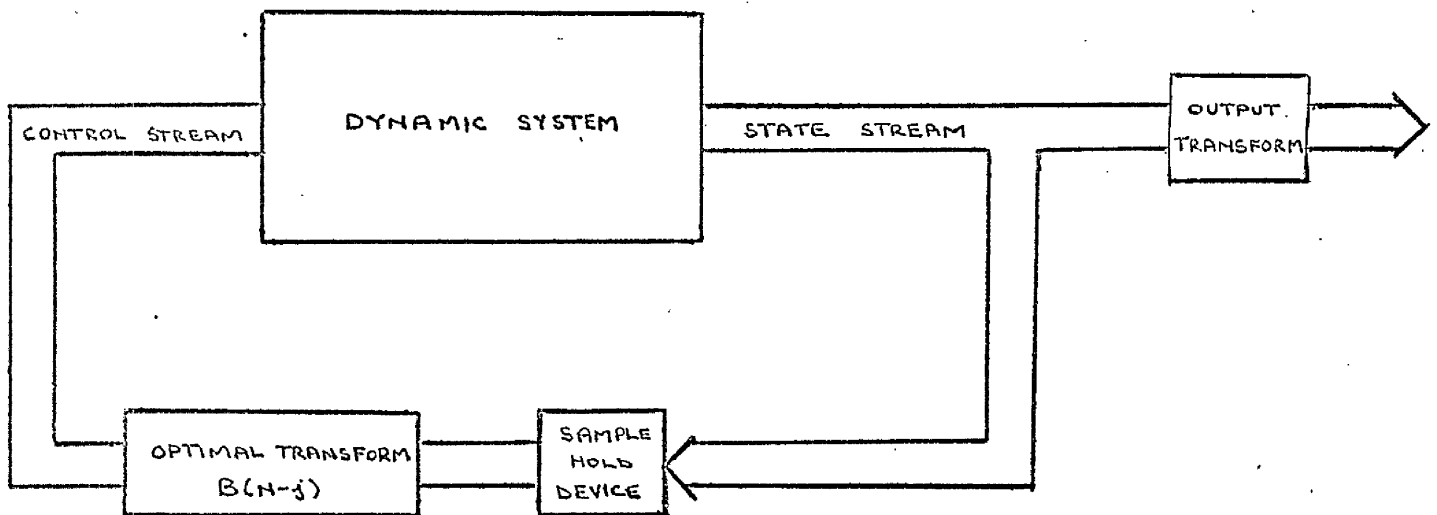 DYNAMIC SYSTEM
CONTROL STREAM
STATE STREAM
OUTPUT
TRANSFORM
OPTIMAL TRANSFORM
B(N-j)
SAMPLE
HOLD
DEVICE